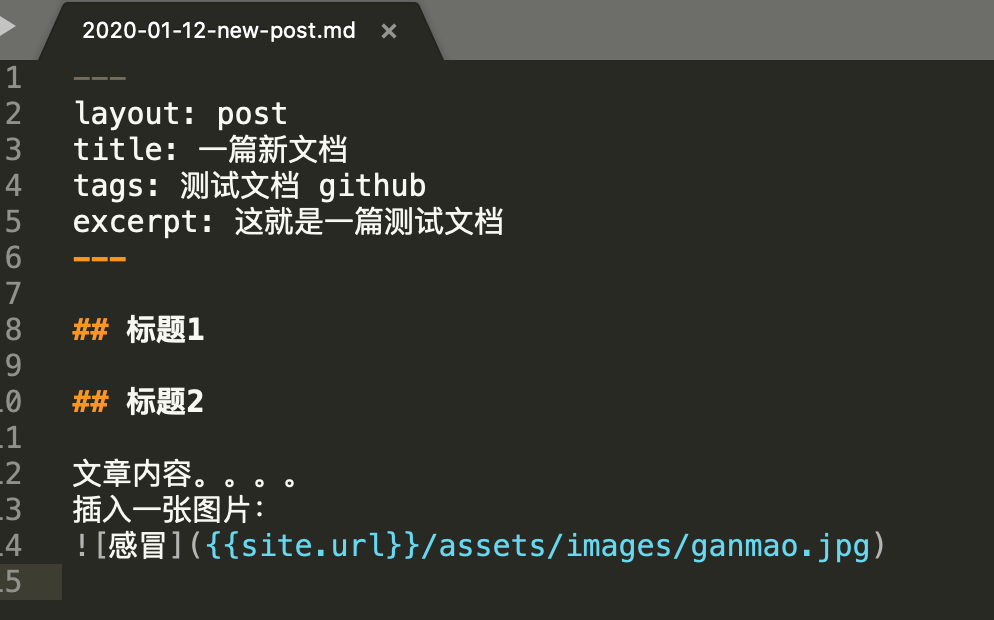 2020-01-12-new-post.md ×
1 ---
2 layout: post
3 title: 一篇新文档
4 tags: 测试文档 github
5 excerpt: 这就是一篇测试文档
6 ---
7
8 ## 标题1
9
10 ## 标题2
11
12 文章内容。。。。
13 插入一张图片：
14 ![感冒]({{site.url}}/assets/images/ganmao.jpg)
15